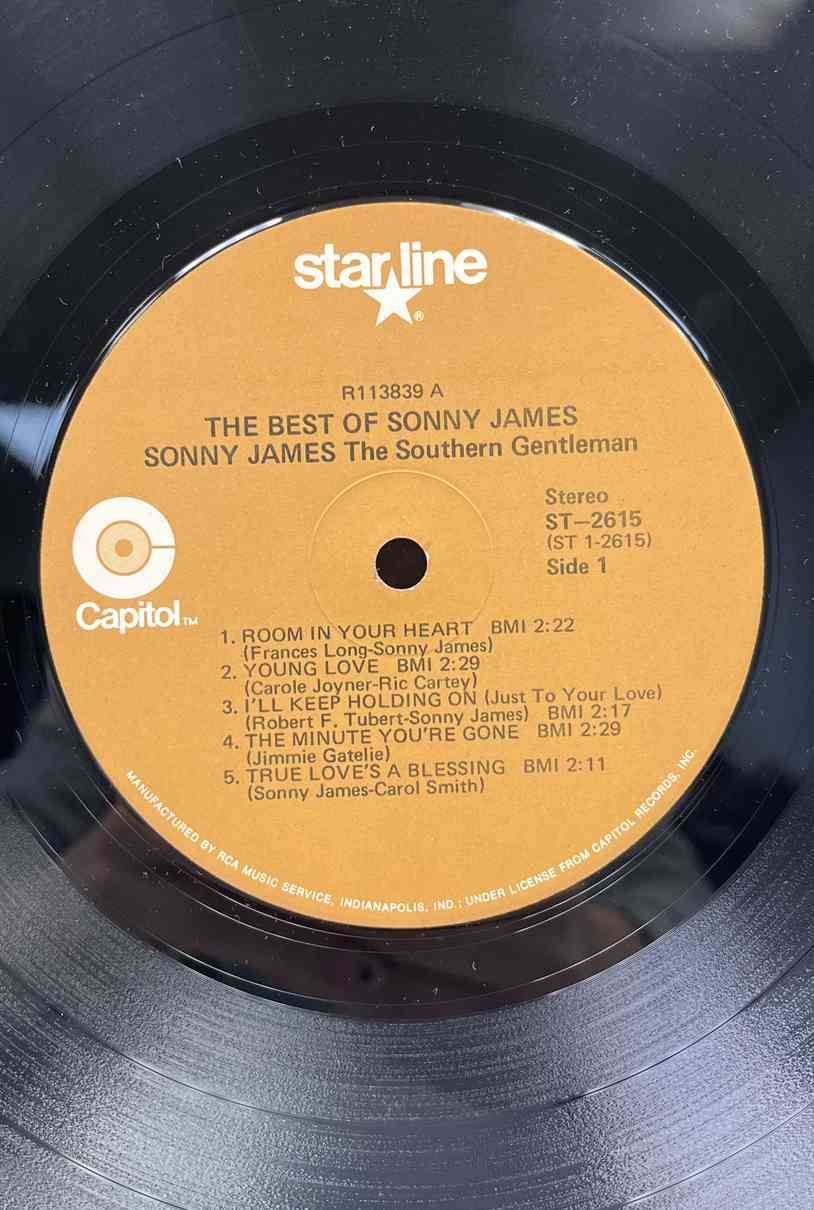 starline
®
R113839 A
THE BEST OF SONNY JAMES
SONNY JAMES The Southern Gentleman
Stereo
ST-2615
(ST 1-2615)
Side 1
Capitol TM
1. ROOM IN YOUR HEART BMI 2:22
(Frances Long-Sonny James)
2. YOUNG LOVE BMI 2:29
(Carole Joyner-Ric Cartey)
3. I'LL KEEP HOLDING ON (Just To Your Love)
(Robert F. Tubert-Sonny James) BMI 2:17
4. THE MINUTE YOU'RE GONE BMI 2:29
(Jimmie Gatelie)
5. TRUE LOVE'S A BLESSING BMI 2:11
(Sonny James-Carol Smith)
MANUFACTURED BY RCA MUSIC SERVICE, INDIANAPOLIS, IND.; UNDER LICENSE FROM CAPITOL RECORDS, INC.